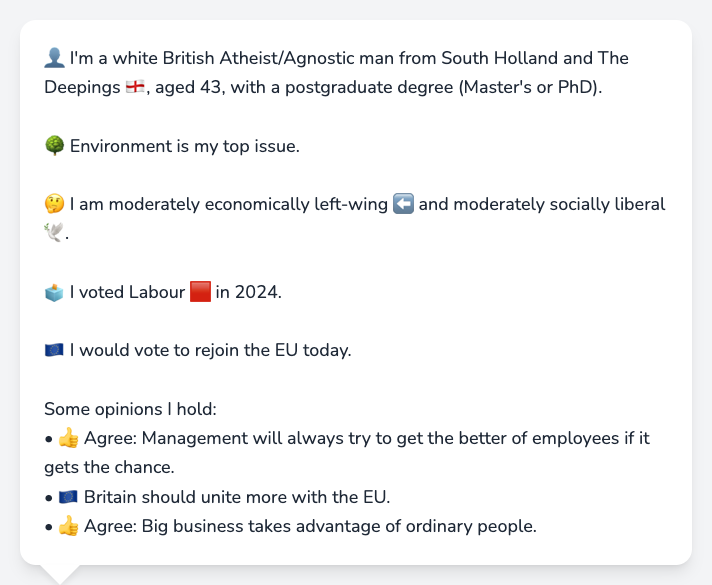 👤 I'm a white British Atheist/Agnostic man from South Holland and The
Deepings 🏴󠁧󠁢󠁥󠁮󠁧󠁿, aged 43, with a postgraduate degree (Master's or PhD).
🌳 Environment is my top issue.
🤔 I am moderately economically left-wing ⬅️ and moderately socially liberal
🕊️.
🗳️ I voted Labour 🟥 in 2024.
🇪🇺 I would vote to rejoin the EU today.
Some opinions I hold:
• 👍 Agree: Management will always try to get the better of employees if it
gets the chance.
• 🇪🇺 Britain should unite more with the EU.
• 👍 Agree: Big business takes advantage of ordinary people.